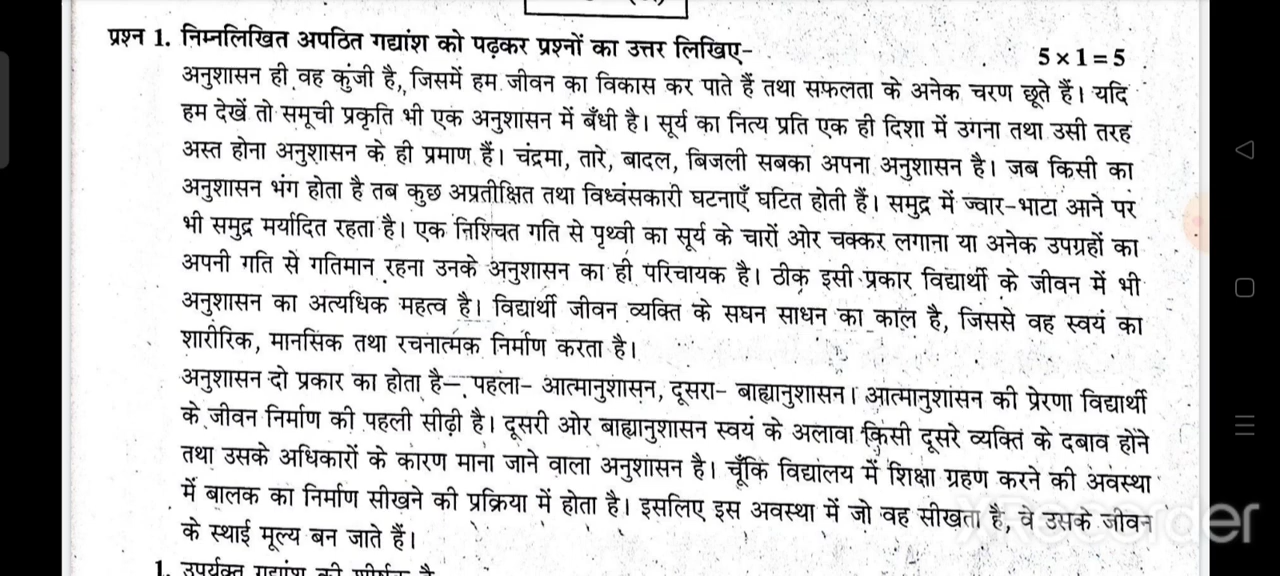 प्रश्न 1. निम्नलिखित अपठित गद्यांश को पढ़कर प्रश्नों का उत्तर लिखिए-
5 × 1 = 5
अनुशासन ही वह कुंजी है, जिसमें हम जीवन का विकास कर पाते हैं तथा सफलता के अनेक चरण छूते हैं। यदि
हम देखें तो समूची प्रकृति भी एक अनुशासन में बँधी है। सूर्य का नित्य प्रति एक ही दिशा में उगना तथा उसी तरह
अस्त होना अनुशासन के ही प्रमाण हैं। चंद्रमा, तारे, बादल, बिजली सबका अपना अनुशासन है। जब किसी का
अनुशासन भंग होता है तब कुछ अप्रतीक्षित तथा विध्वंसकारी घटनाएँ घटित होती हैं। समुद्र में ज्वार-भाटा आने पर
भी समुद्र मर्यादित रहता है। एक निश्चित गति से पृथ्वी का सूर्य के चारों ओर चक्कर लगाना या अनेक उपग्रहों का
अपनी गति से गतिमान रहना उनके अनुशासन का ही परिचायक है। ठीक इसी प्रकार विद्यार्थी के जीवन में भी
अनुशासन का अत्यधिक महत्व है। विद्यार्थी जीवन व्यक्ति के सघन साधन का काल है, जिससे वह स्वयं का
शारीरिक, मानसिक तथा रचनात्मक निर्माण करता है।
अनुशासन दो प्रकार का होता है– पहला- आत्मानुशासन, दूसरा- बाह्यानुशासन। आत्मानुशासन की प्रेरणा विद्यार्थी
के जीवन निर्माण की पहली सीढ़ी है। दूसरी ओर बाह्यानुशासन स्वयं के अलावा किसी दूसरे व्यक्ति के दबाव होने
तथा उसके अधिकारों के कारण माना जाने वाला अनुशासन है। चूँकि विद्यालय में शिक्षा ग्रहण करने की अवस्था
में बालक का निर्माण सीखने की प्रक्रिया में होता है। इसलिए इस अवस्था में जो वह सीखता है, वे उसके जीवन
के स्थाई मूल्य बन जाते हैं।
XRecorder
1. उपर्युक्त गद्यांश का शीर्षक है